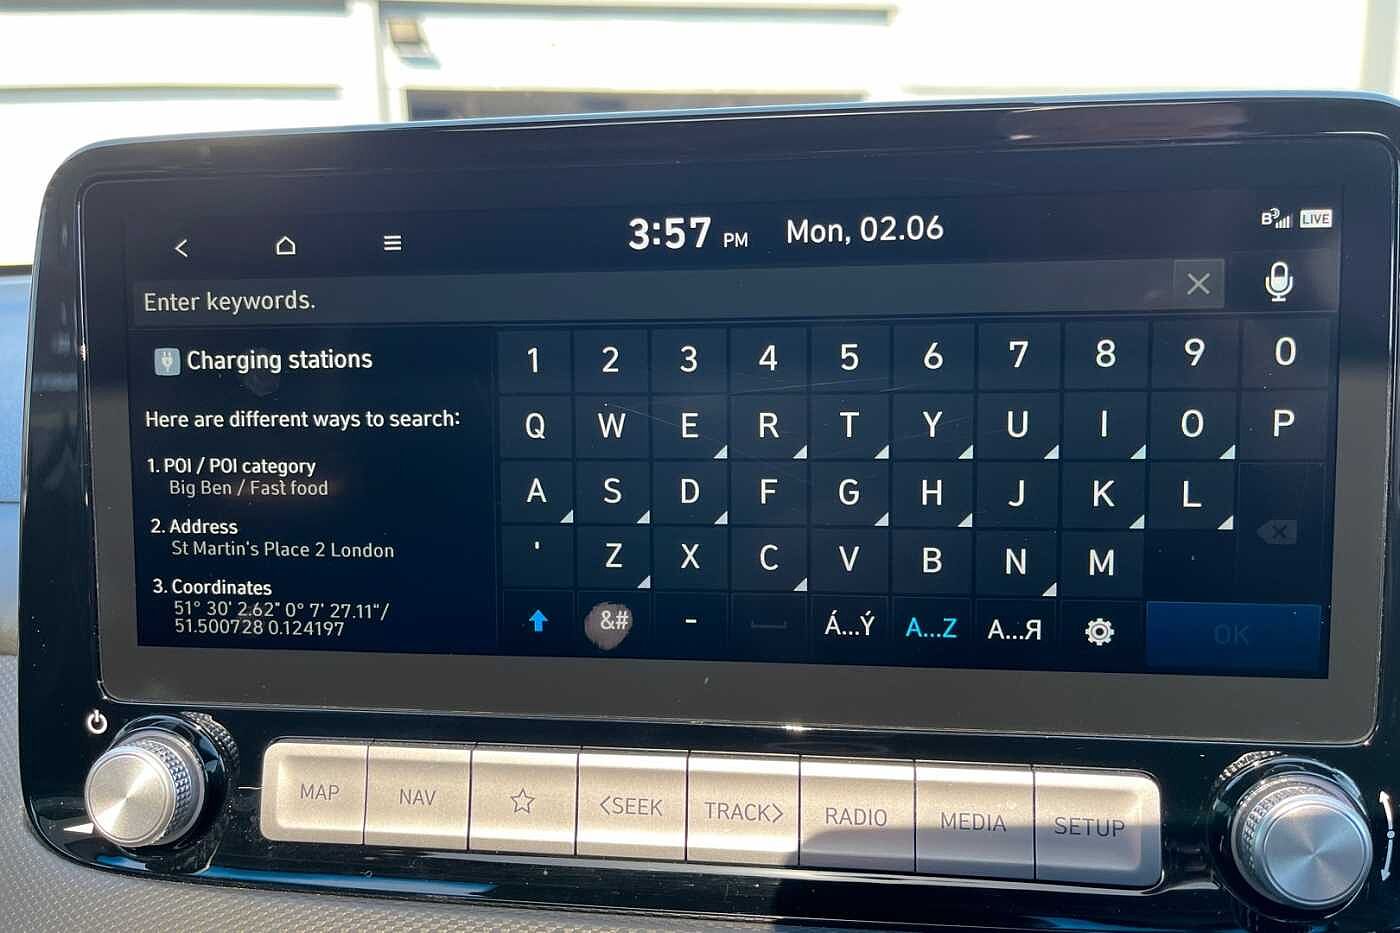 3:57 PM Mon, 02.06
B LIVE
Enter keywords.
Charging stations
Here are different ways to search:
1. POI / POI category
Big Ben / Fast food
2. Address
St Martin's Place 2 London
3. Coordinates
51° 30' 2.62" 0° 7' 27.11"/
51.500728 0.124197
1 2 3 4 5 6 7 8 9 0
Q W E R T Y U I O P
A S D F G H J K L
' Z X C V B N M .
&# - Á...Ý A...Z А...Я OK
MAP NAV <SEEK TRACK> RADIO MEDIA SETUP